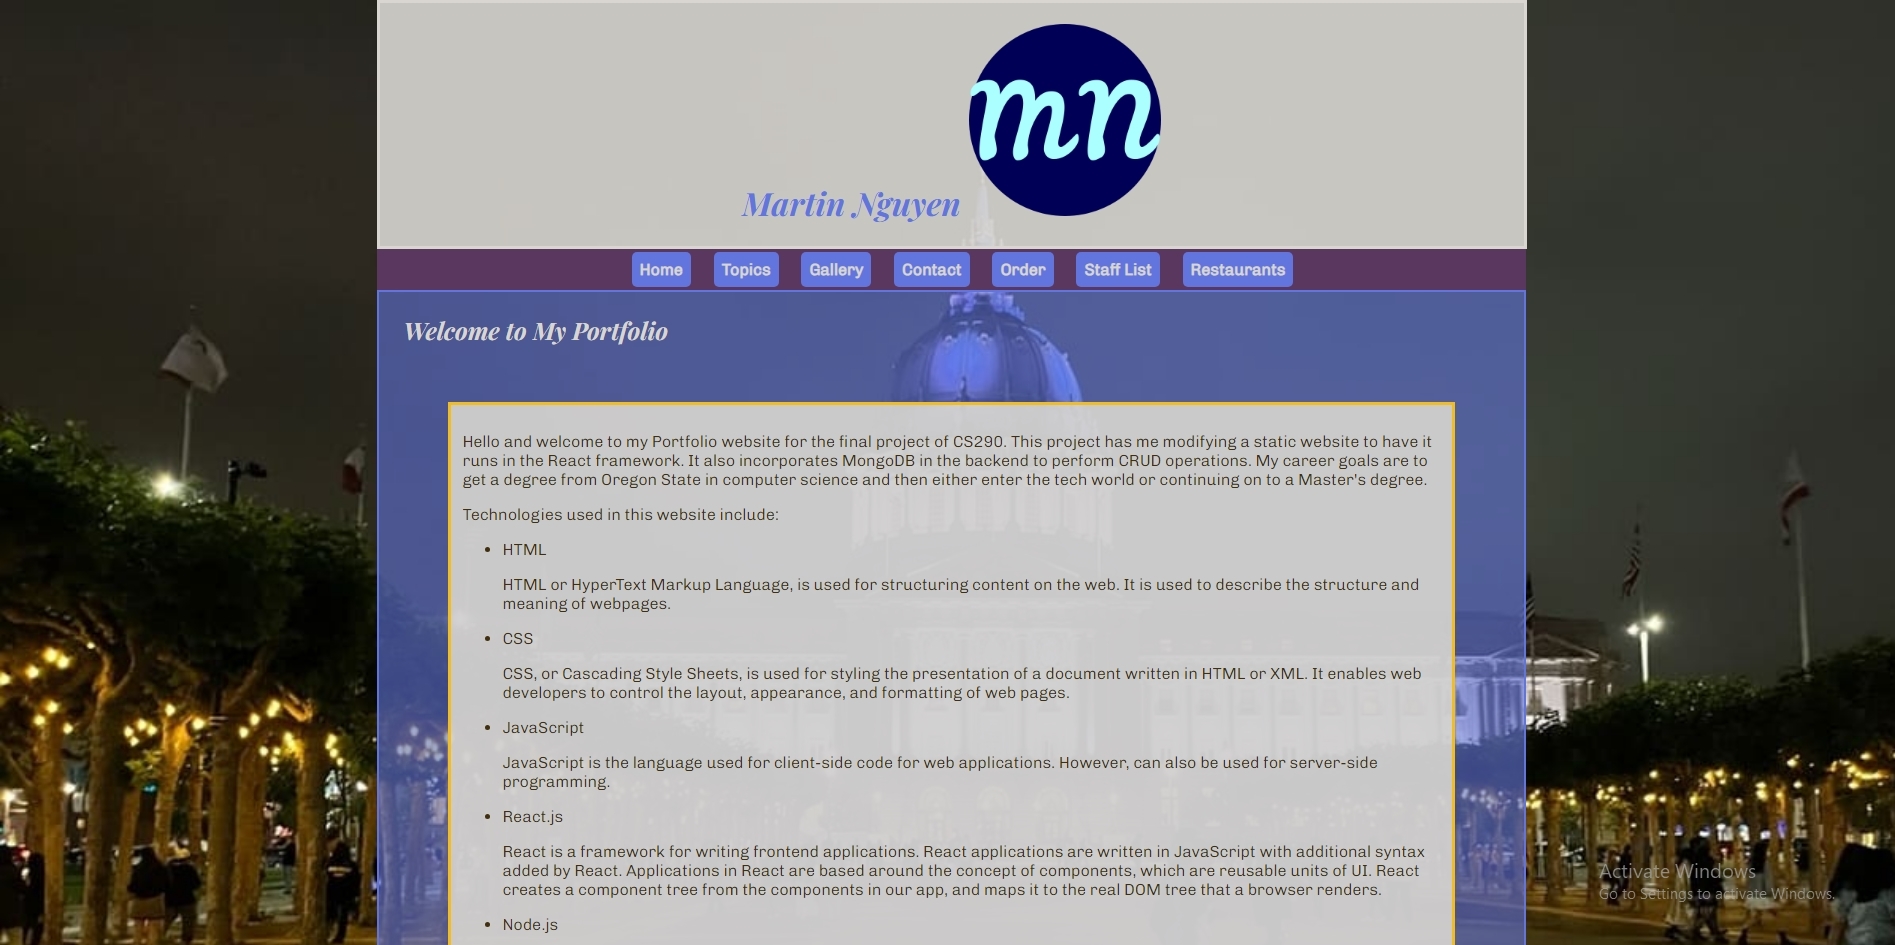 mn
Martin Nguyen
Home Topics Gallery Contact Order Staff List Restaurants
Welcome to My Portfolio
Hello and welcome to my Portfolio website for the final project of CS290. This project has me modifying a static website to have it
runs in the React framework. It also incorporates MongoDB in the backend to perform CRUD operations. My career goals are to
get a degree from Oregon State in computer science and then either enter the tech world or continuing on to a Master's degree.
Technologies used in this website include:
• HTML
HTML or HyperText Markup Language, is used for structuring content on the web. It is used to describe the structure and
meaning of webpages.
• CSS
CSS, or Cascading Style Sheets, is used for styling the presentation of a document written in HTML or XML. It enables web
developers to control the layout, appearance, and formatting of web pages.
• JavaScript
JavaScript is the language used for client-side code for web applications. However, can also be used for server-side
programming.
• React.js
React is a framework for writing frontend applications. React applications are written in JavaScript with additional syntax
added by React. Applications in React are based around the concept of components, which are reusable units of UI. React
creates a component tree from the components in our app, and maps it to the real DOM tree that a browser renders.
• Node.js
Activate Windows
Go to Settings to activate Windows.